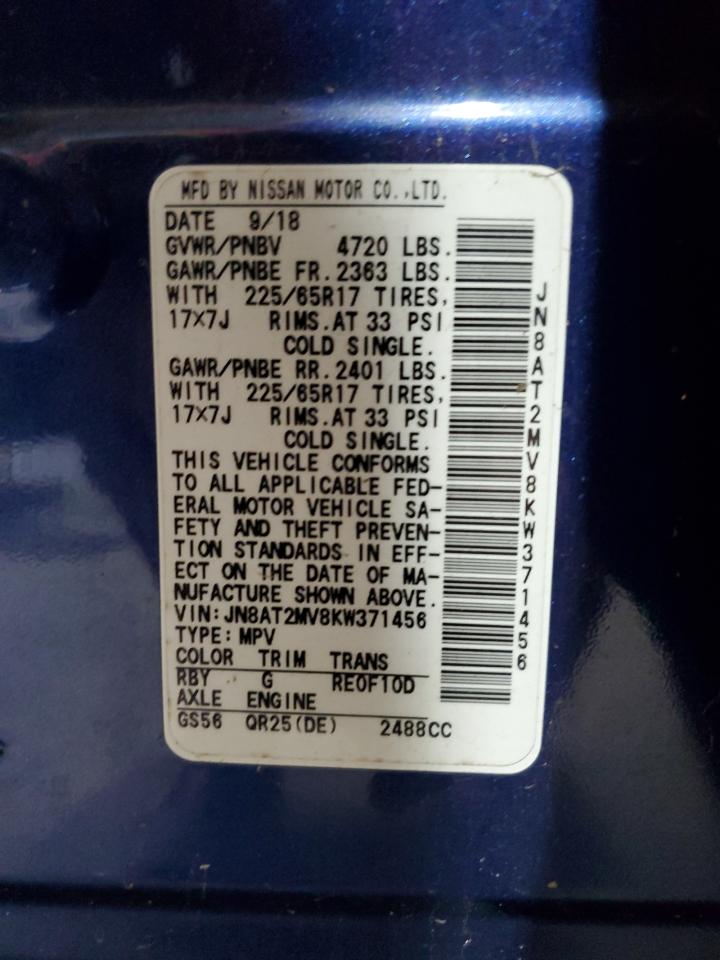 MFD BY NISSAN MOTOR CO.,LTD.
DATE 9/18
GVWR/PNBV 4720 LBS.
GAWR/PNBE FR.2363 LBS.
WITH 225/65R17 TIRES,
17X7J RIMS.AT 33 PSI
COLD SINGLE.
GAWR/PNBE RR.2401 LBS.
WITH 225/65R17 TIRES,
17X7J RIMS.AT 33 PSI
COLD SINGLE.
THIS VEHICLE CONFORMS
TO ALL APPLICABLE FED-
ERAL MOTOR VEHICLE SA-
FETY AND THEFT PREVEN-
TION STANDARDS IN EFF-
ECT ON THE DATE OF MA-
NUFACTURE SHOWN ABOVE.
VIN:JN8AT2MV8KW371456
TYPE:MPV
COLOR TRIM TRANS
RBY G RE0F10D
AXLE ENGINE
GS56 QR25(DE) 2488CC
JN8AT2MV8KW371456